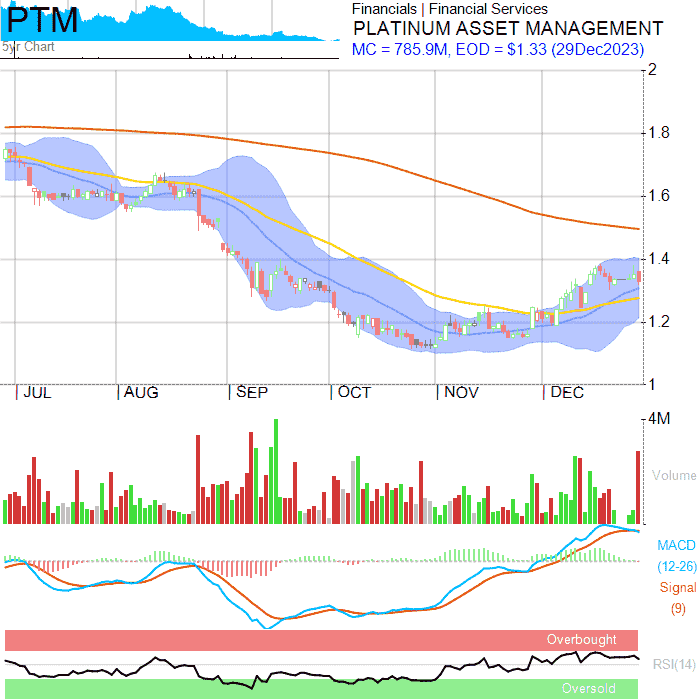 PTM
5yr Chart
Financials | Financial Services
PLATINUM ASSET MANAGEMENT
MC = 785.9M, EOD = $1.33 (29Dec2023)
2
1.8
1.6
1.4
1.2
1
JUL AUG SEP OCT NOV DEC
4M
Volume
MACD
(12-26)
Signal
(9)
Overbought
RSI(14)
Oversold